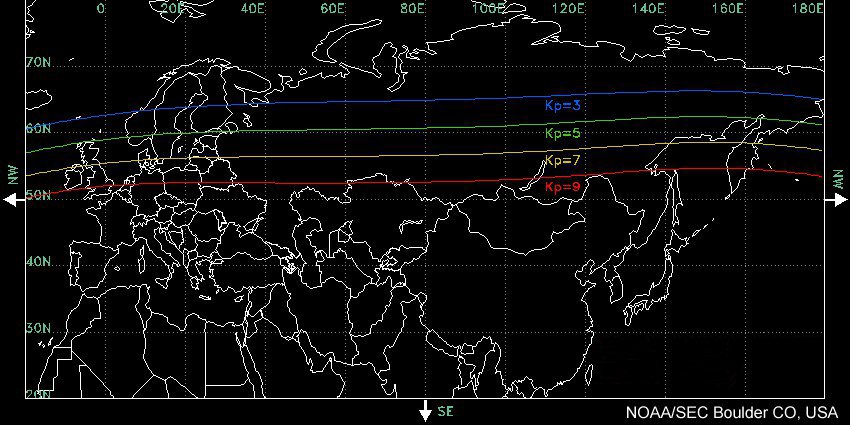 0 20E 40E 60E 80E 100E 120E 140E 160E 180E
70N
Kp=3
60N
Kp=5
Kp=7
NW
NW
Kp=9
50N
40N
30N
20N
SE
NOAA/SEC Boulder CO, USA